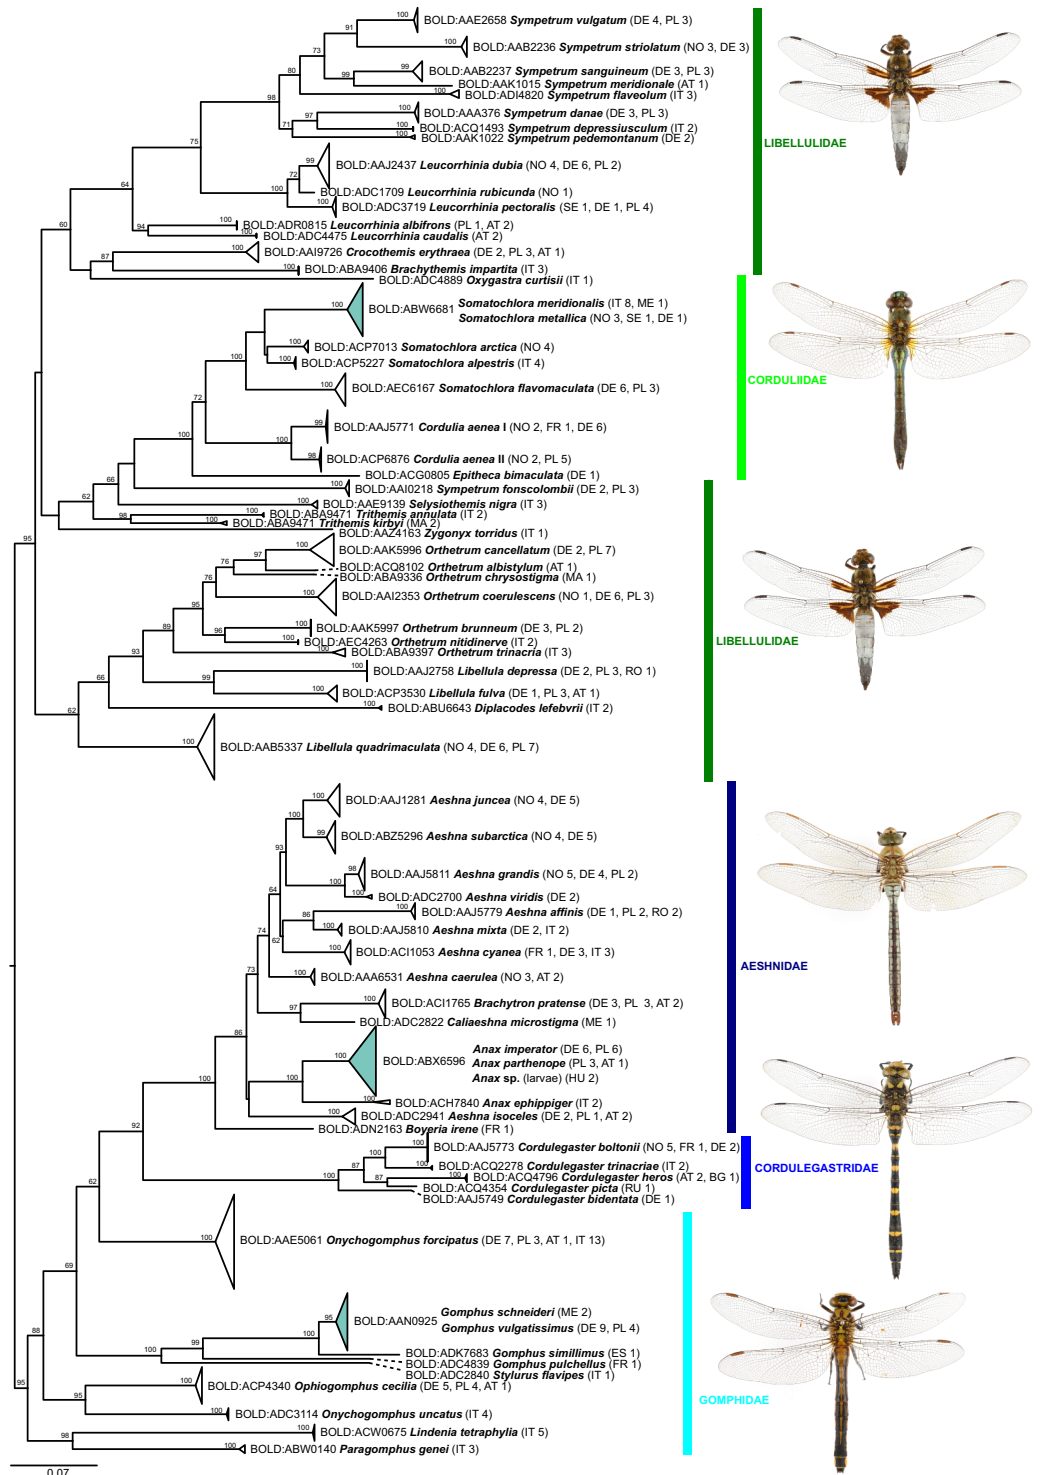 100 BOLD:AAE2658 Sympetrum vulgatum (DE 4, PL 3)
91
100 BOLD:AAB2236 Sympetrum striolatum (NO 3, DE 3)
73
99 BOLD:AAB2237 Sympetrum sanguineum (DE 3, PL 3)
80
99 BOLD:AAK1015 Sympetrum meridionale (AT 1)
100 BOLD:ADI4820 Sympetrum flaveolum (IT 3)
98
100 BOLD:AAA376 Sympetrum danae (DE 3, PL 3)
97
100 BOLD:ACQ1493 Sympetrum depressiusculum (IT 2)
71
100 BOLD:AAK1022 Sympetrum pedemontanum (DE 2)
LIBELLULIDAE
75
99 BOLD:AAJ2437 Leucorrhinia dubia (NO 4, DE 6, PL 2)
72
64
100 BOLD:ADC1709 Leucorrhinia rubicunda (NO 1)
100 BOLD:ADC3719 Leucorrhinia pectoralis (SE 1, DE 1, PL 4)
60
100 BOLD:ADR0815 Leucorrhinia albifrons (PL 1, AT 2)
94
100 BOLD:ADC4475 Leucorrhinia caudalis (AT 2)
100 BOLD:AAI9726 Crocothemis erythraea (DE 2, PL 3, AT 1)
87
100 BOLD:ABA9406 Brachythemis impartita (IT 3)
BOLD:ADC4889 Oxygastra curtisii (IT 1)
100 BOLD:ABW6681 Somatochlora meridionalis (IT 8, ME 1)
Somatochlora metallica (NO 3, SE 1, DE 1)
100 BOLD:ACP7013 Somatochlora arctica (NO 4)
100
100 BOLD:ACP5227 Somatochlora alpestris (IT 4)
CORDULIIDAE
100 BOLD:AEC6167 Somatochlora flavomaculata (DE 6, PL 3)
72
99 BOLD:AAJ5771 Cordulia aenea I (NO 2, FR 1, DE 6)
100
100
98 BOLD:ACP6876 Cordulia aenea II (NO 2, PL 5)
BOLD:ACG0805 Epitheca bimaculata (DE 1)
66
100 BOLD:AAI0218 Sympetrum fonscolombii (DE 2, PL 3)
62
100 BOLD:AAE9139 Selysiothemis nigra (IT 3)
100 BOLD:ABA9471 Trithemis annulata (IT 2)
98
100 BOLD:ABA9471 Trithemis kirbyi (MA 2)
BOLD:AAZ4163 Zygonyx torridus (IT 1)
95
100 BOLD:AAK5996 Orthetrum cancellatum (DE 2, PL 7)
97
76
BOLD:ACQ8102 Orthetrum albistylum (AT 1)
BOLD:ABA9336 Orthetrum chrysostigma (MA 1)
76
100 BOLD:AAI2353 Orthetrum coerulescens (NO 1, DE 6, PL 3)
95
100 BOLD:AAK5997 Orthetrum brunneum (DE 3, PL 2)
89
96
100 BOLD:AEC4263 Orthetrum nitidinerve (IT 2)
LIBELLULIDAE
100 BOLD:ABA9397 Orthetrum trinacria (IT 3)
93
100 BOLD:AAJ2758 Libellula depressa (DE 2, PL 3, RO 1)
66
99
100 BOLD:ACP3530 Libellula fulva (DE 1, PL 3, AT 1)
100 BOLD:ABU6643 Diplacodes lefebvrii (IT 2)
62
100 BOLD:AAB5337 Libellula quadrimaculata (NO 4, DE 6, PL 7)
100 BOLD:AAJ1281 Aeshna juncea (NO 4, DE 5)
100
99 BOLD:ABZ5296 Aeshna subarctica (NO 4, DE 5)
93
98 BOLD:AAJ5811 Aeshna grandis (NO 5, DE 4, PL 2)
100
64
100 BOLD:ADC2700 Aeshna viridis (DE 2)
100 BOLD:AAJ5779 Aeshna affinis (DE 1, PL 2, RO 2)
86
100 BOLD:AAJ5810 Aeshna mixta (DE 2, IT 2)
74
62
100 BOLD:ACI1053 Aeshna cyanea (FR 1, DE 3, IT 3)
AESHNIDAE
73
100 BOLD:AAA6531 Aeshna caerulea (NO 3, AT 2)
100 BOLD:ACI1765 Brachytron pratense (DE 3, PL 3, AT 2)
97
BOLD:ADC2822 Caliaeshna microstigma (ME 1)
86
Anax imperator (DE 6, PL 6)
100 BOLD:ABX6596 Anax parthenope (PL 3, AT 1)
Anax sp. (larvae) (HU 2)
100
100
100 BOLD:ACH7840 Anax ephippiger (IT 2)
100 BOLD:ADC2941 Aeshna isoceles (DE 2, PL 1, AT 2)
92
BOLD:ADN2163 Boyeria irene (FR 1)
100 BOLD:AAJ5773 Cordulegaster boltonii (NO 5, FR 1, DE 2)
100
87
100 BOLD:ACQ2278 Cordulegaster trinacriae (IT 2)
CORDULEGASTRIDAE
87
100 BOLD:ACQ4796 Cordulegaster heros (AT 2, BG 1)
62
100
BOLD:ACQ4354 Cordulegaster picta (RU 1)
BOLD:AAJ5749 Cordulegaster bidentata (DE 1)
100 BOLD:AAE5061 Onychogomphus forcipatus (DE 7, PL 3, AT 1, IT 13)
69
Gomphus schneideri (ME 2)
95 BOLD:AAN0925
Gomphus vulgatissimus (DE 9, PL 4)
88
99
100
BOLD:ADK7683 Gomphus simillimus (ES 1)
BOLD:ADC4839 Gomphus pulchellus (FR 1)
BOLD:ADC2840 Stylurus flavipes (IT 1)
95
100 BOLD:ACP4340 Ophiogomphus cecilia (DE 5, PL 4, AT 1)
95
GOMPHIDAE
100 BOLD:ADC3114 Onychogomphus uncatus (IT 4)
100 BOLD:ACW0675 Lindenia tetraphylia (IT 5)
98
100 BOLD:ABW0140 Paragomphus genei (IT 3)
0.07